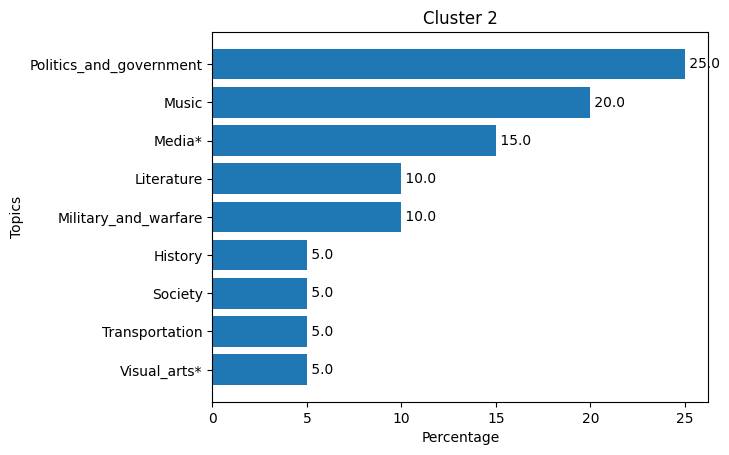 Cluster 2
Politics_and_government 25.0
Music 20.0
Media* 15.0
Literature 10.0
Military_and_warfare 10.0
History 5.0
Society 5.0
Transportation 5.0
Visual_arts* 5.0
Topics
0 5 10 15 20 25
Percentage